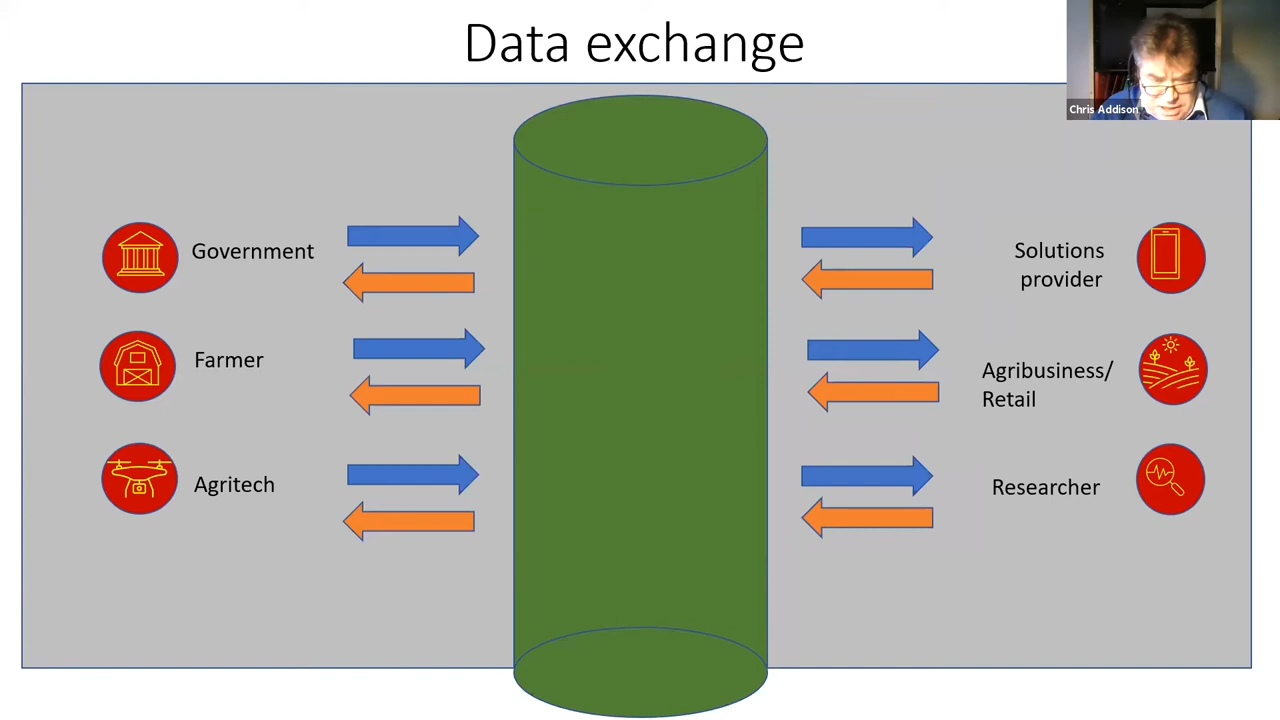 Data exchange
Chris Addison
Government
Solutions
provider
Farmer
Agribusiness/
Retail
Agritech
Researcher